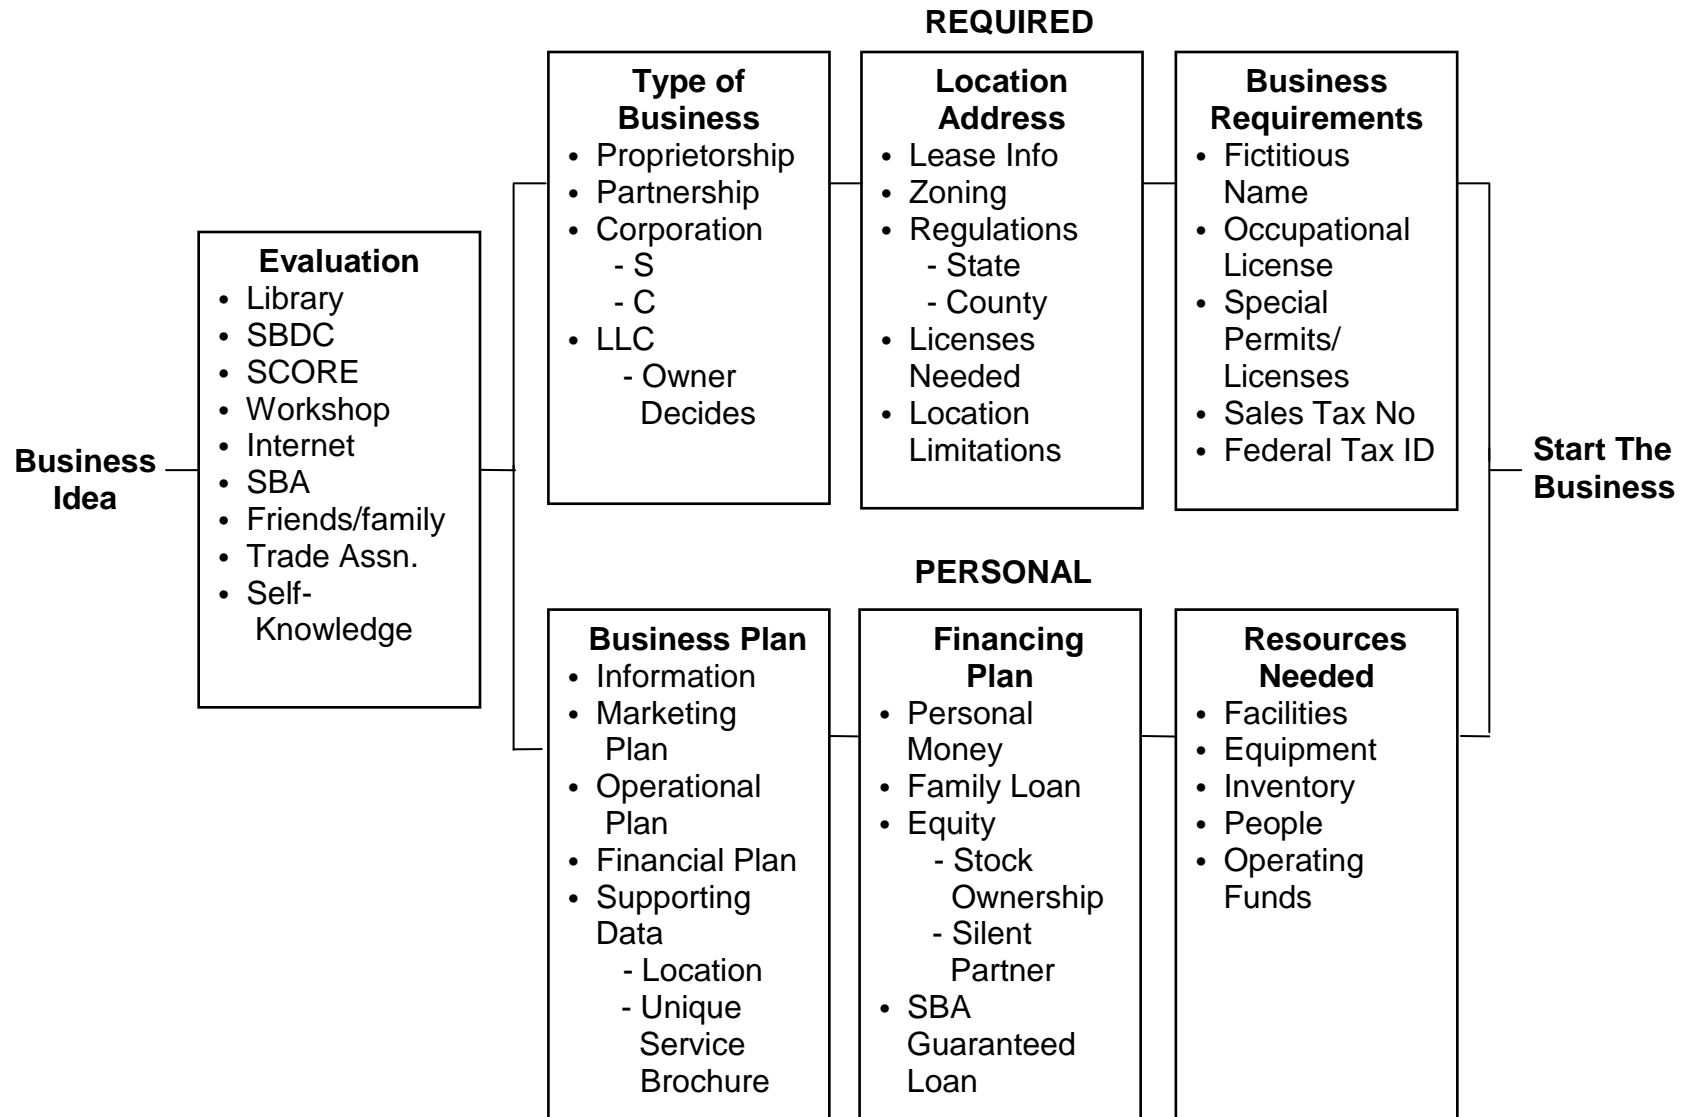 REQUIRED
Type of
Business
• Proprietorship
• Partnership
• Corporation
- S
- C
• LLC
- Owner
Decides
Location
Address
• Lease Info
• Zoning
• Regulations
- State
- County
• Licenses
Needed
• Location
Limitations
Business
Requirements
• Fictitious
Name
• Occupational
License
• Special
Permits/
Licenses
• Sales Tax No
• Federal Tax ID
Evaluation
• Library
• SBDC
• SCORE
• Workshop
• Internet
• SBA
• Friends/family
• Trade Assn.
• Self-
Knowledge
Business
Idea
Start The
Business
PERSONAL
Business Plan
• Information
• Marketing
Plan
• Operational
Plan
• Financial Plan
• Supporting
Data
- Location
- Unique
Service
Brochure
Financing
Plan
• Personal
Money
• Family Loan
• Equity
- Stock
Ownership
- Silent
Partner
• SBA
Guaranteed
Loan
Resources
Needed
• Facilities
• Equipment
• Inventory
• People
• Operating
Funds